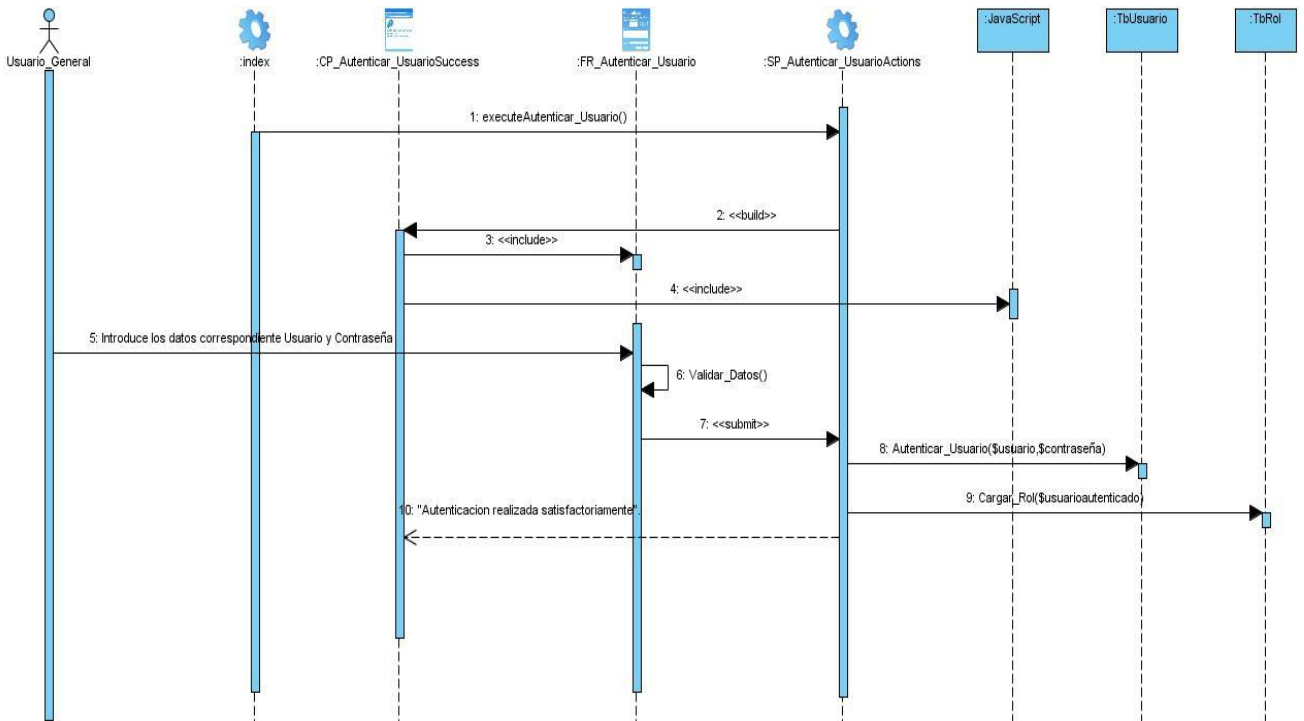 Usuario_General
:index
:CP_Autenticar_UsuarioSuccess
:FR_Autenticar_Usuario
:SP_Autenticar_UsuarioActions
:JavaScript
:TbUsuario
:TbRol
1: executeAutenticar_Usuario()
2: <<build>>
3: <<include>>
4: <<include>>
5: Introduce los datos correspondiente Usuario y Contraseña
6: Validar_Datos()
7: <<submit>>
8: Autenticar_Usuario($usuario,$contraseña)
9: Cargar_Rol($usuarioautenticado)
10: "Autenticacion realizada satisfactoriamente".